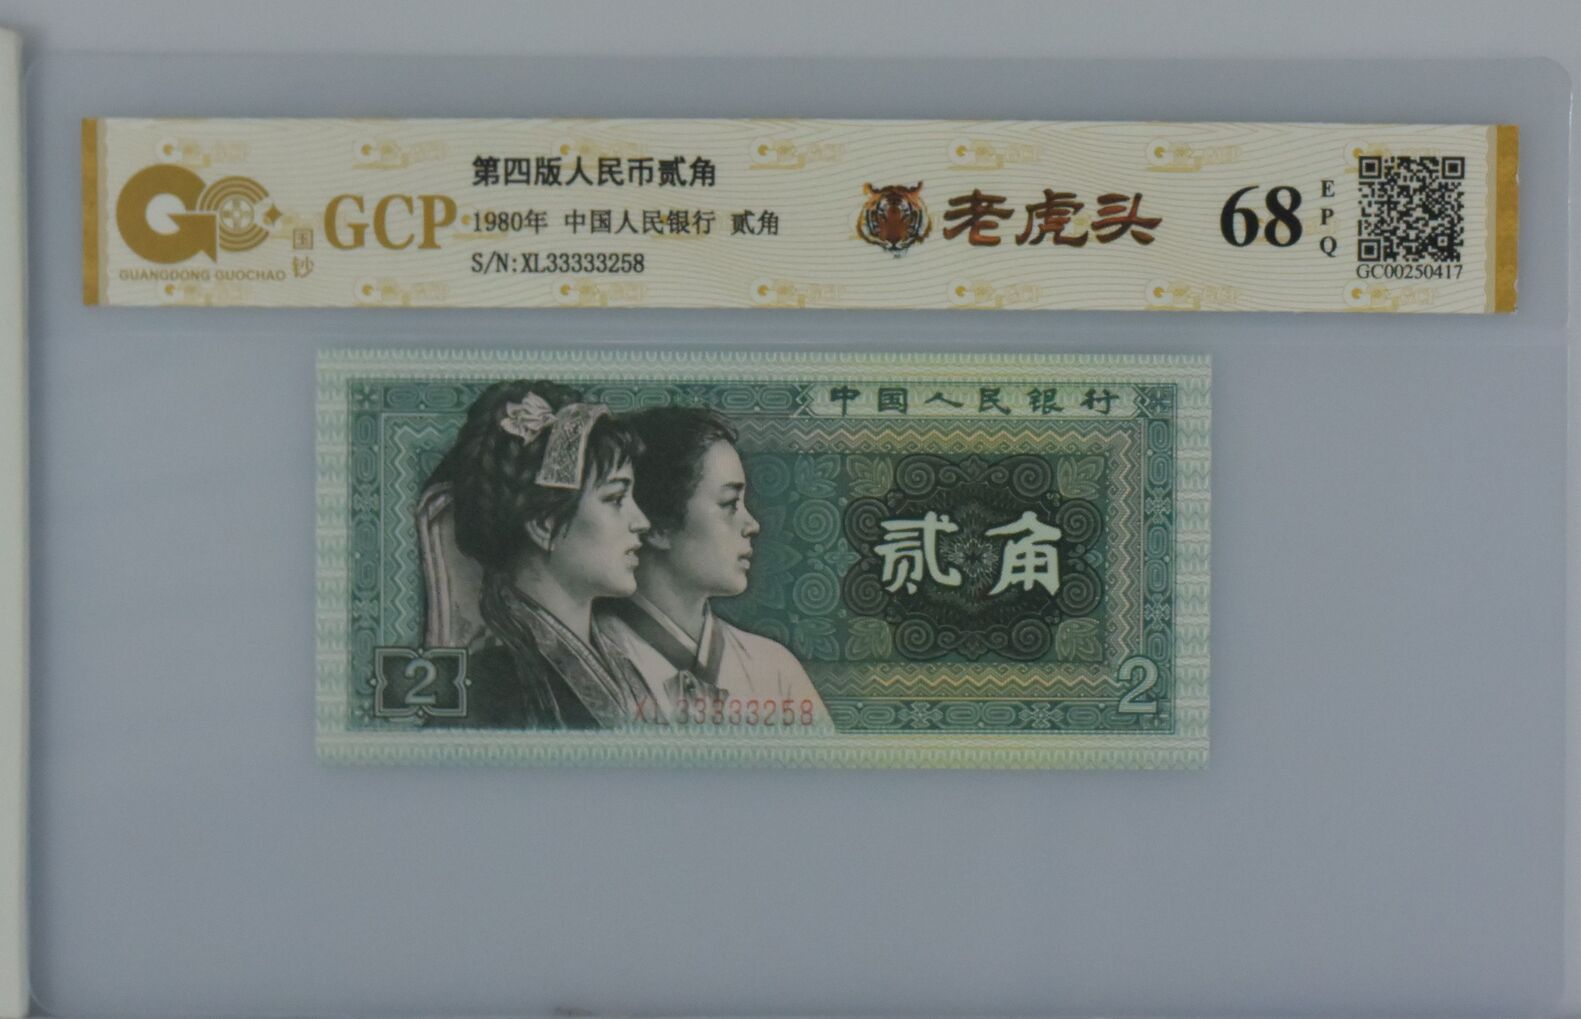 GUANGDONG GUOCHAO
国钞
GCP
第四版人民币贰角
1980年 中国人民银行 贰角
S/N:XL33333258
老虎头
68
EPQ
GC00250417
中国人民银行
贰角
2
2
XL33333258